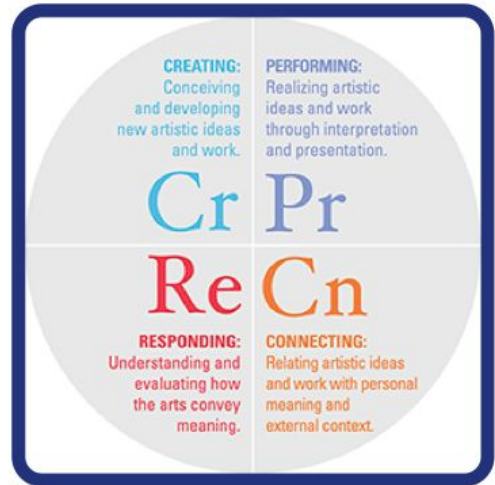 CREATING:
Conceiving
and developing
new artistic ideas
and work.
Cr
PERFORMING:
Realizing artistic
ideas and work
through interpretation
and presentation.
Pr
Re
RESPONDING:
Understanding and
evaluating how
the arts convey
meaning.
Cn
CONNECTING:
Relating artistic ideas
and work with personal
meaning and
external context.